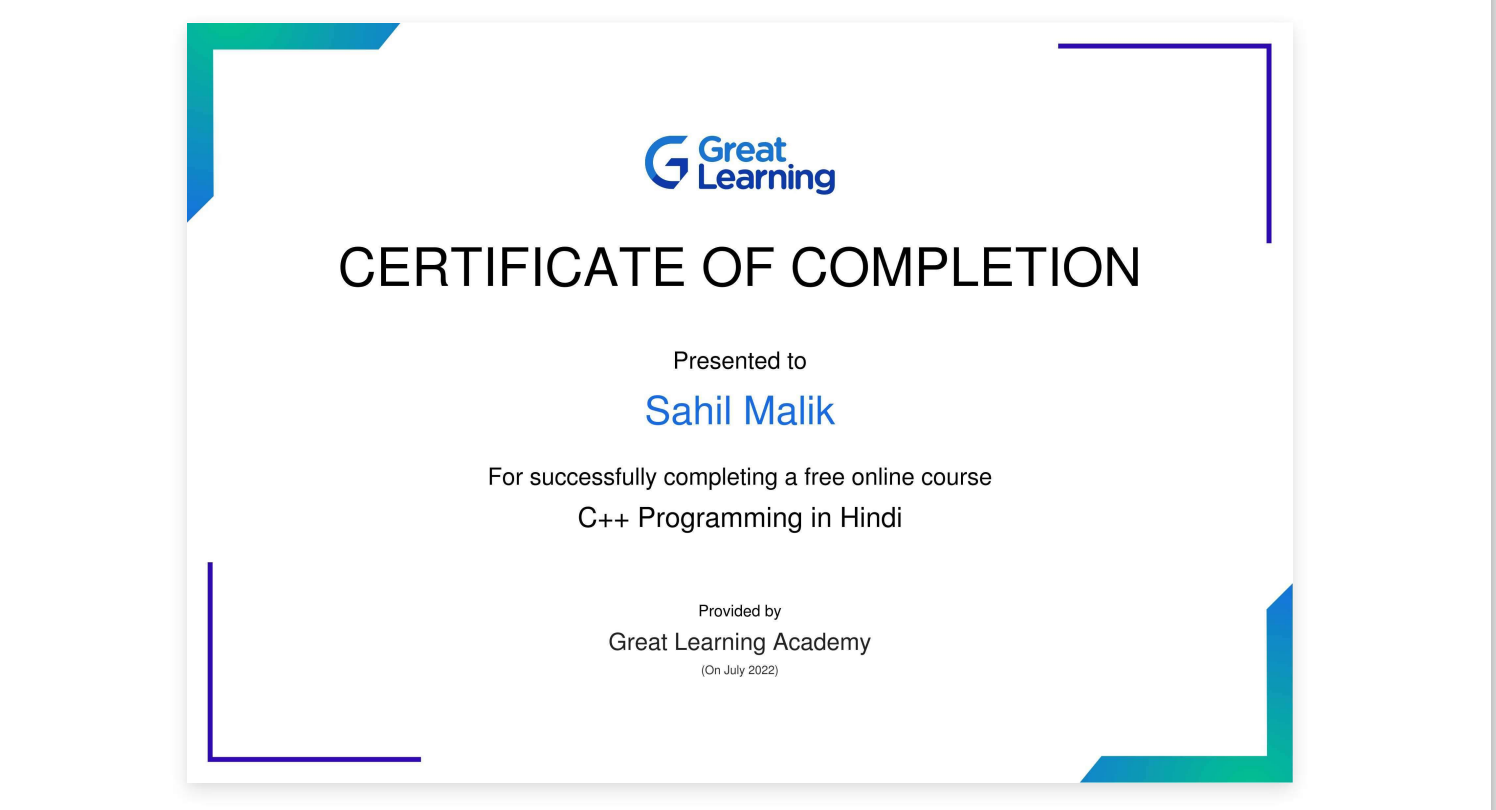 Great
Learning
CERTIFICATE OF COMPLETION
Presented to
Sahil Malik
For successfully completing a free online course
C++ Programming in Hindi
Provided by
Great Learning Academy
(On July 2022)